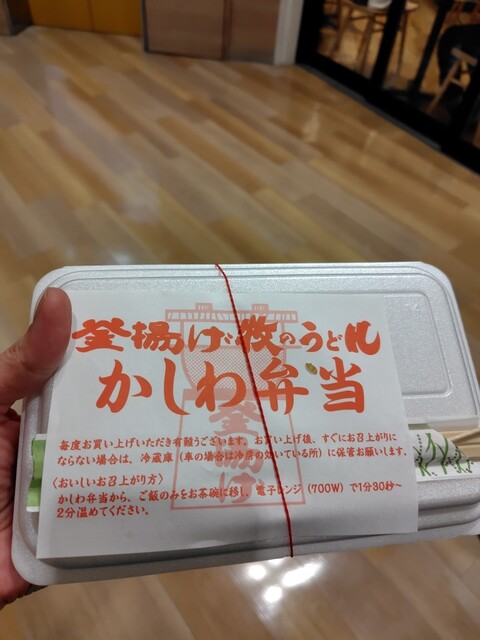 釜揚げ牧のうどん
かしわ弁当
毎度お買い上げいただき有難うございます。お買い上げ後、すぐにお召上がりに
ならない場合は、冷蔵庫（車の場合は冷房の効いている所）に保管お願いします。
〈おいしいお召上がり方〉
かしわ弁当から、ご飯のみをお茶碗に移し、電子レンジ（700W）で1分30秒〜
2分温めてください。
釜揚げ